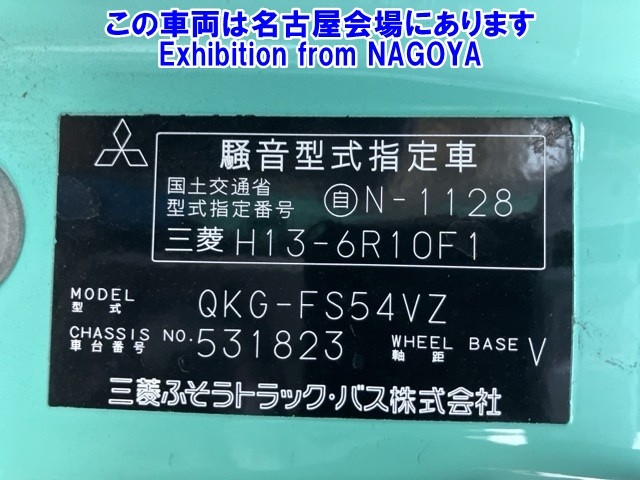 この車両は名古屋会場にあります
Exhibition from NAGOYA
騒音型式指定車
国土交通省
型式指定番号 自 N-1128
三菱 H13-6R10F1
MODEL
型式 QKG-FS54VZ
CHASSIS NO.
車台番号 531823
WHEEL BASE
軸距 V
三菱ふそうトラック・バス株式会社